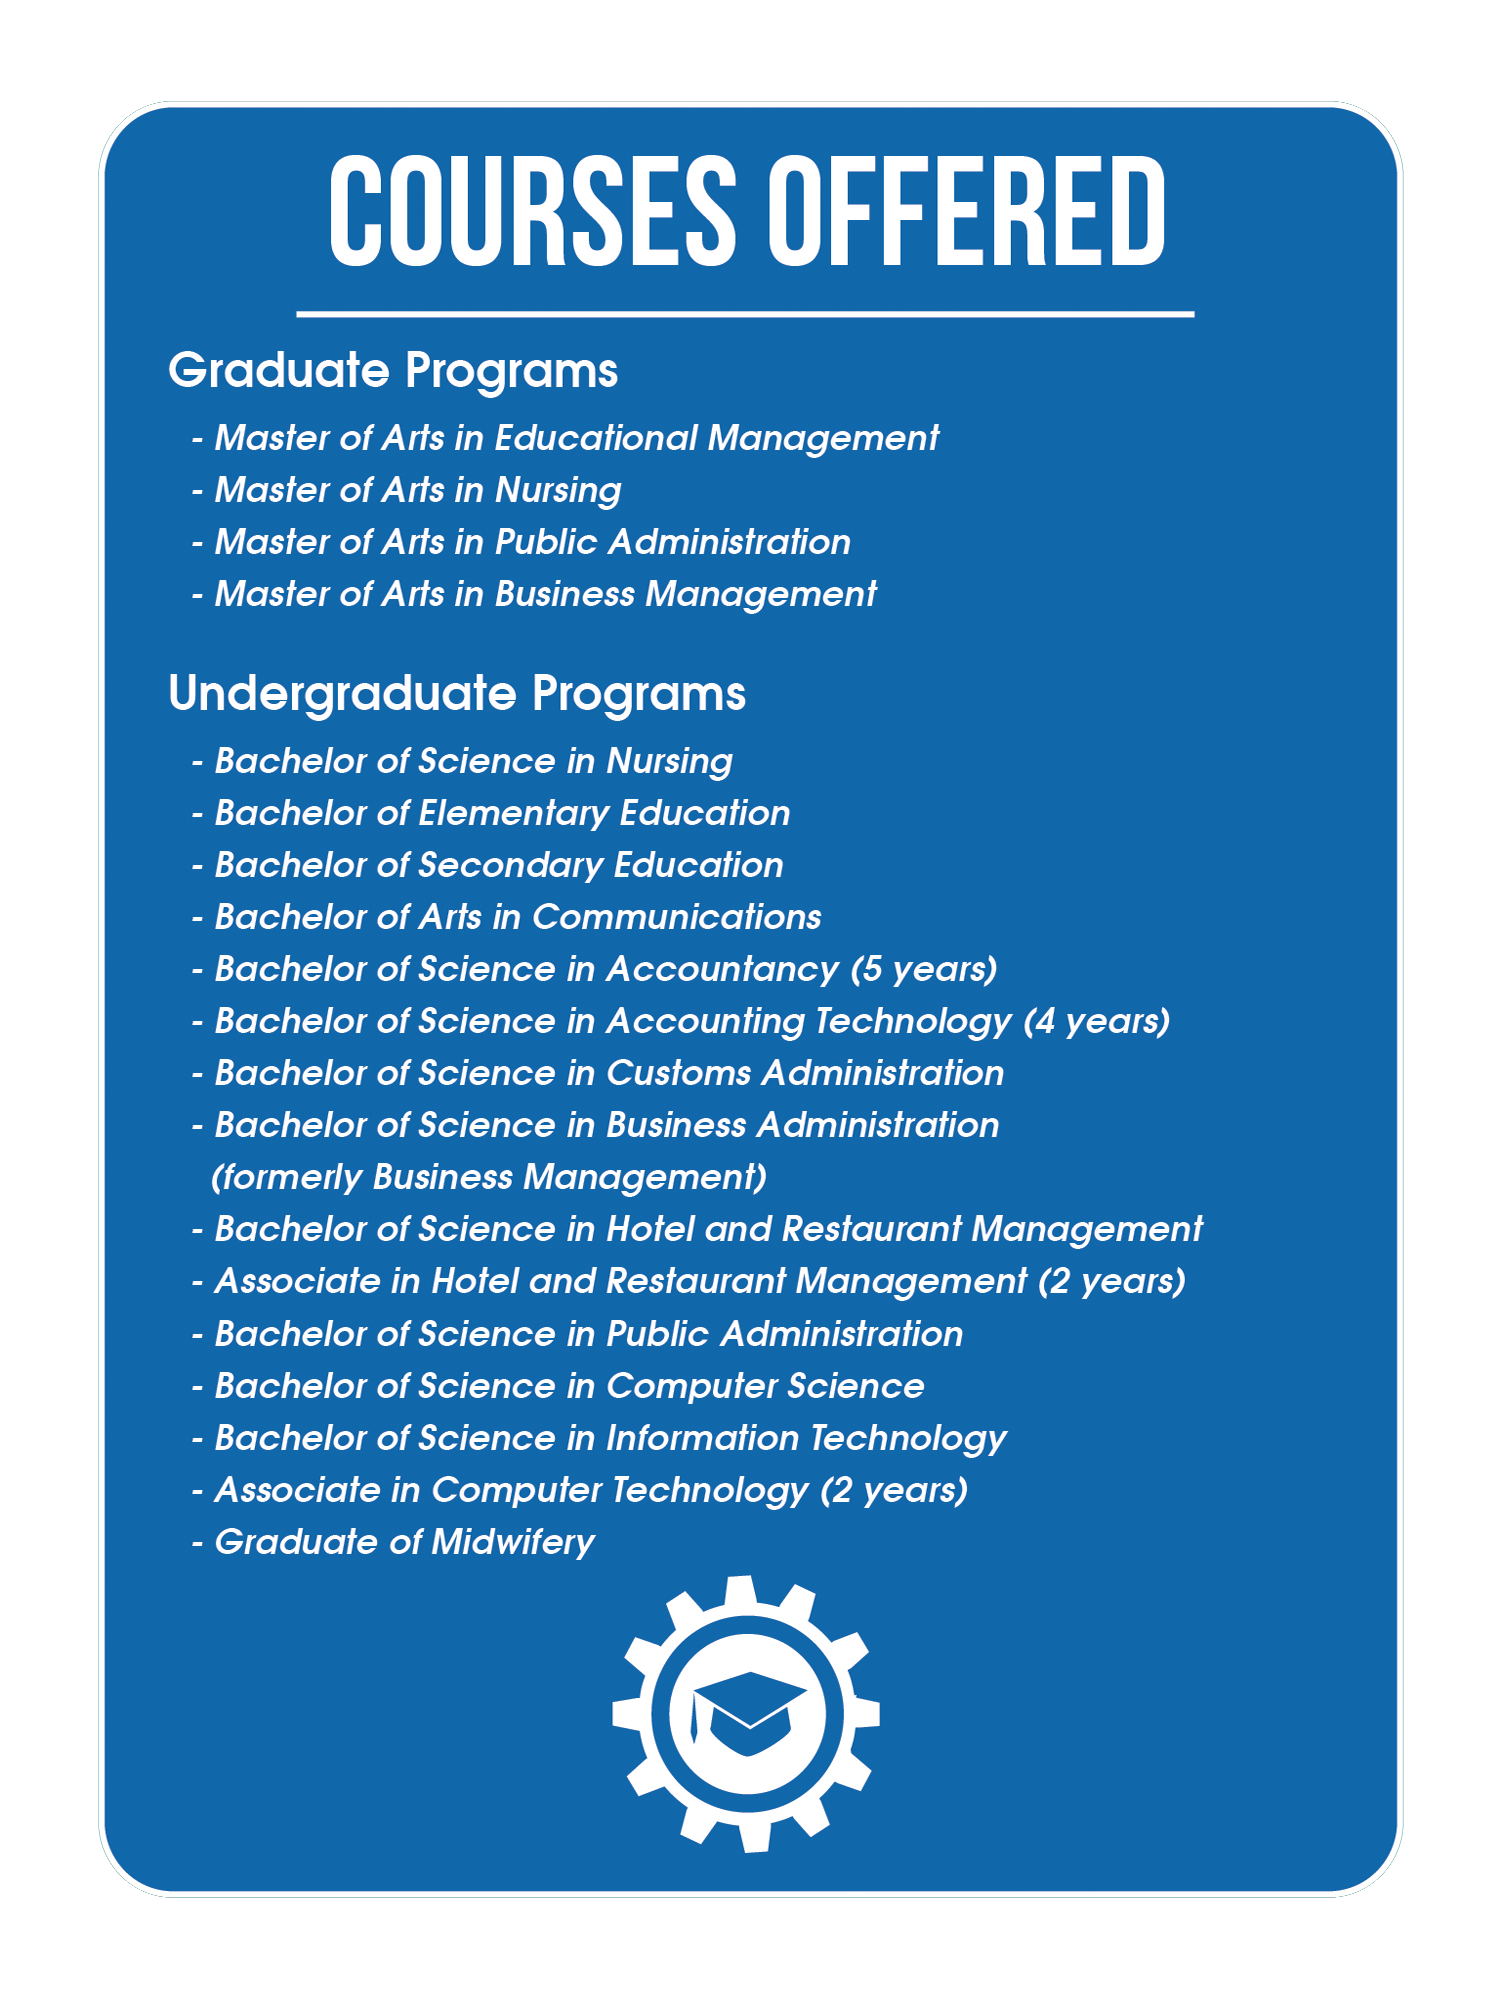 COURSES OFFERED
Graduate Programs
- Master of Arts in Educational Management
- Master of Arts in Nursing
- Master of Arts in Public Administration
- Master of Arts in Business Management
Undergraduate Programs
- Bachelor of Science in Nursing
- Bachelor of Elementary Education
- Bachelor of Secondary Education
- Bachelor of Arts in Communications
- Bachelor of Science in Accountancy (5 years)
- Bachelor of Science in Accounting Technology (4 years)
- Bachelor of Science in Customs Administration
- Bachelor of Science in Business Administration
(formerly Business Management)
- Bachelor of Science in Hotel and Restaurant Management
- Associate in Hotel and Restaurant Management (2 years)
- Bachelor of Science in Public Administration
- Bachelor of Science in Computer Science
- Bachelor of Science in Information Technology
- Associate in Computer Technology (2 years)
- Graduate of Midwifery